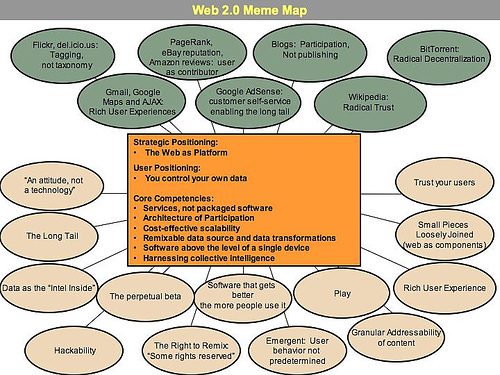 Web 2.0 Meme Map
Flickr, del.icio.us:
Tagging,
not taxonomy
PageRank,
eBay reputation,
Amazon reviews: user
as contributor
Blogs: Participation,
Not publishing
BitTorrent:
Radical Decentralization
Gmail, Google
Maps and AJAX:
Rich User Experiences
Google AdSense:
customer self-service
enabling the long tail
Wikipedia:
Radical Trust
Strategic Positioning:
• The Web as Platform
User Positioning:
• You control your own data
Core Competencies:
• Services, not packaged software
• Architecture of Participation
• Cost-effective scalability
• Remixable data source and data transformations
• Software above the level of a single device
• Harnessing collective intelligence
"An attitude, not
a technology"
The Long Tail
Data as the "Intel Inside"
Hackability
The perpetual beta
The Right to Remix:
"Some rights reserved"
Software that gets
better
the more people use it
Emergent: User
behavior not
predetermined
Play
Granular Addressability
of content
Rich User Experience
Small Pieces
Loosely Joined
(web as components)
Trust your users